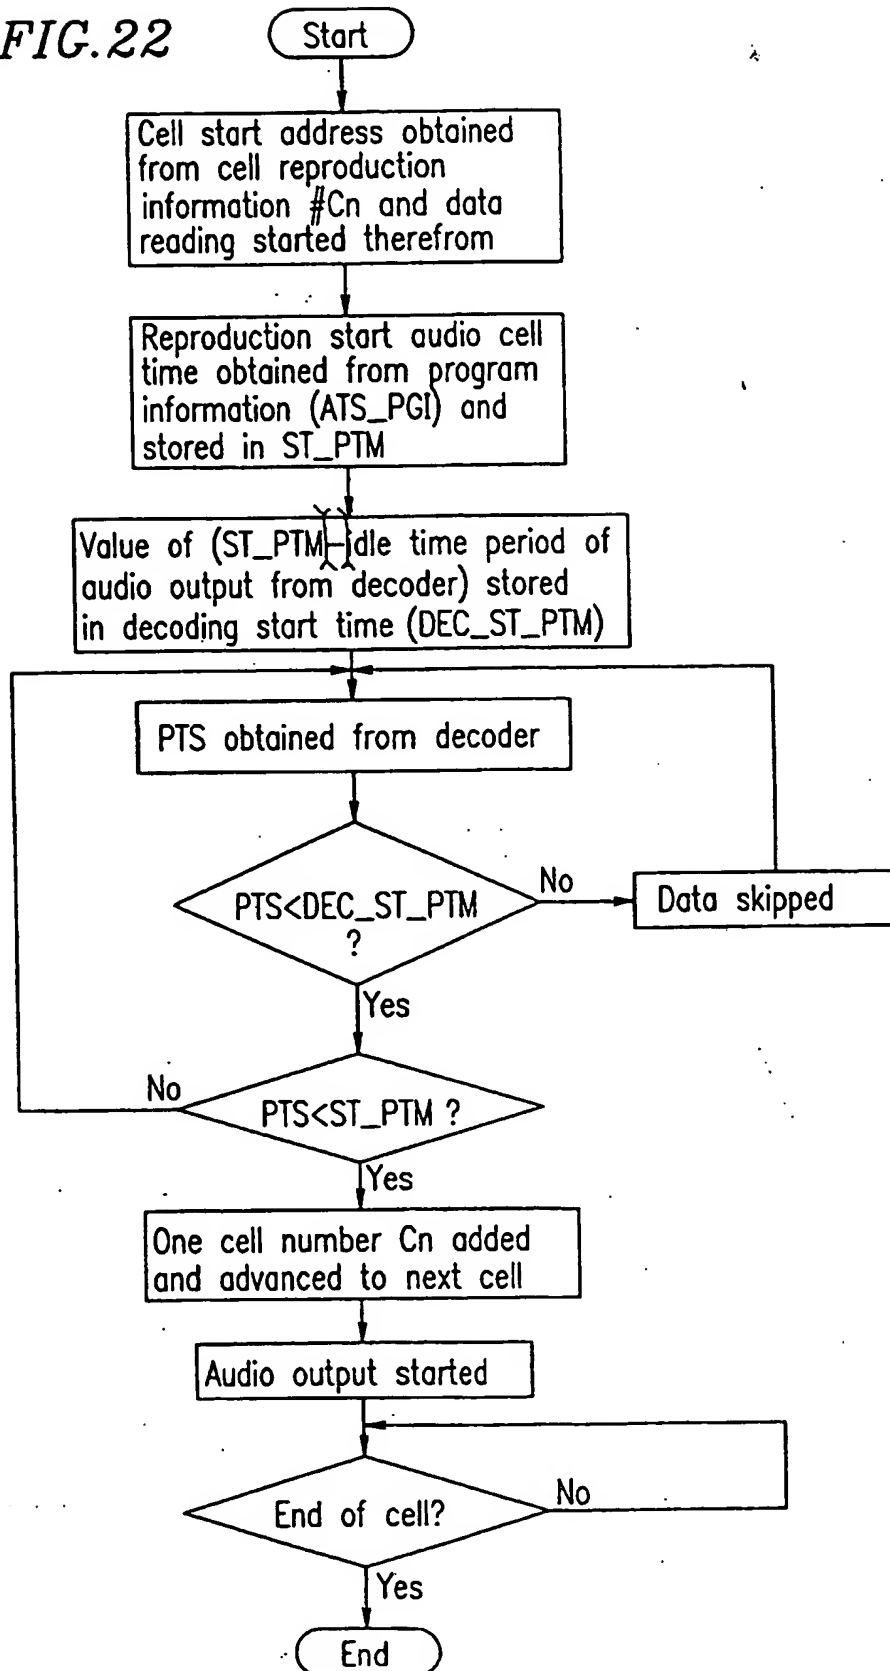 FIG.22
Start
Cell start address obtained
from cell reproduction
information #Cn and data
reading started therefrom
Reproduction start audio cell
time obtained from program
information (ATS_PGI) and
stored in ST_PTM
Value of (ST_PTM-idle time period of
audio output from decoder) stored
in decoding start time (DEC_ST_PTM)
PTS obtained from decoder
PTS<DEC_ST_PTM
?
No
Data skipped
Yes
No
PTS<ST_PTM ?
Yes
One cell number Cn added
and advanced to next cell
Audio output started
End of cell?
No
Yes
End